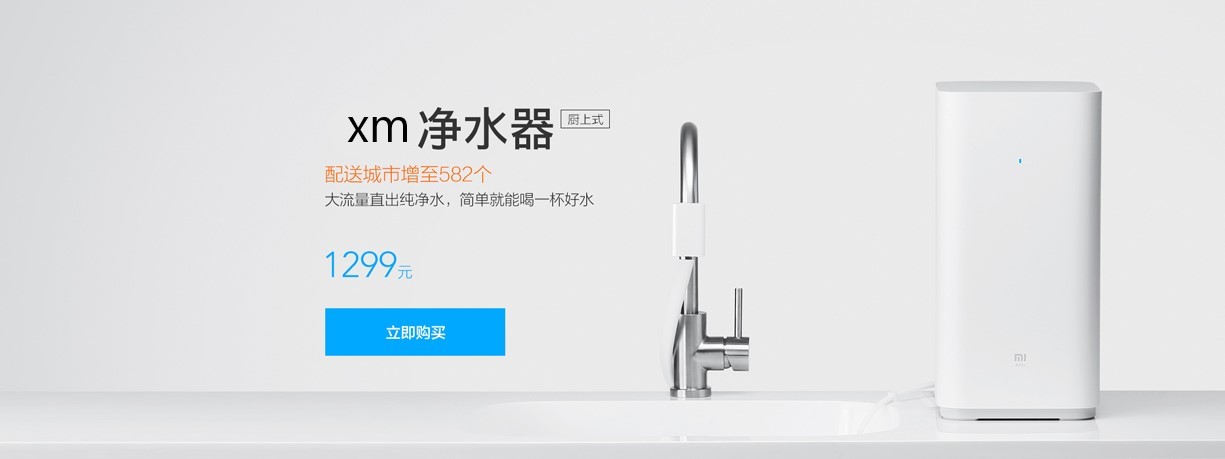 xm 净水器 厨上式
配送城市增至582个
大流量直出纯净水，简单就能喝一杯好水
1299元
立即购买
mi